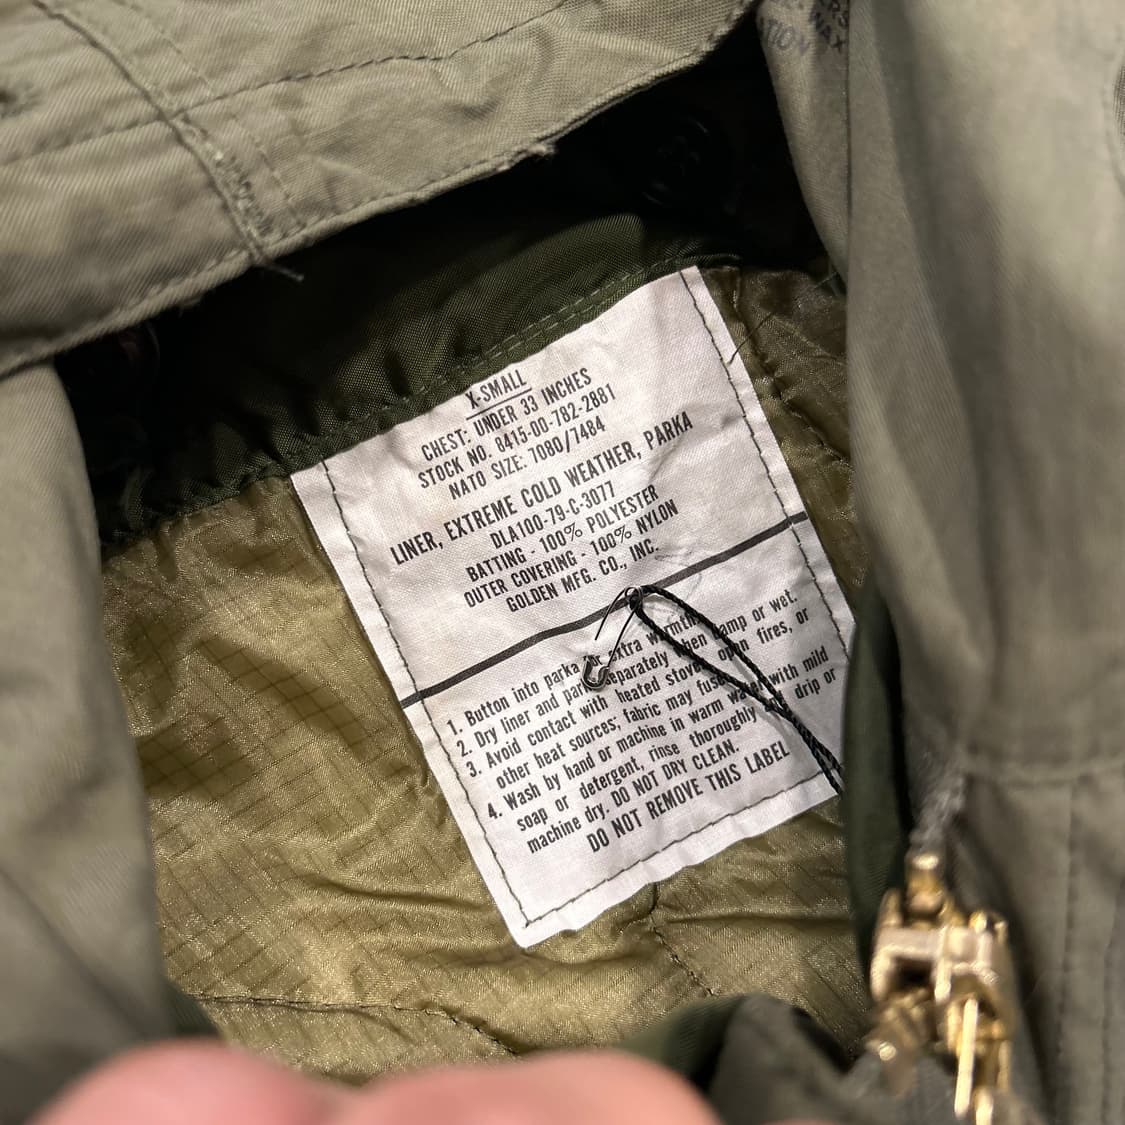 WAX
X-SMALL
CHEST: UNDER 33 INCHES
STOCK NO. 8415-00-782-2881
NATO SIZE: 7080/7484
LINER, EXTREME COLD WEATHER, PARKA
DLA100-79-C-3077
BATTING - 100% POLYESTER
OUTER COVERING - 100% NYLON
GOLDEN MFG. CO., INC.
1. Button into parka for extra warmth.
2. Dry liner and parka separately when damp or wet.
3. Avoid contact with heated stoves, open fires, or
other heat sources; fabric may fuse.
4. Wash by hand or machine in warm water with mild
soap or detergent, rinse thoroughly drip or
machine dry. DO NOT DRY CLEAN.
DO NOT REMOVE THIS LABEL